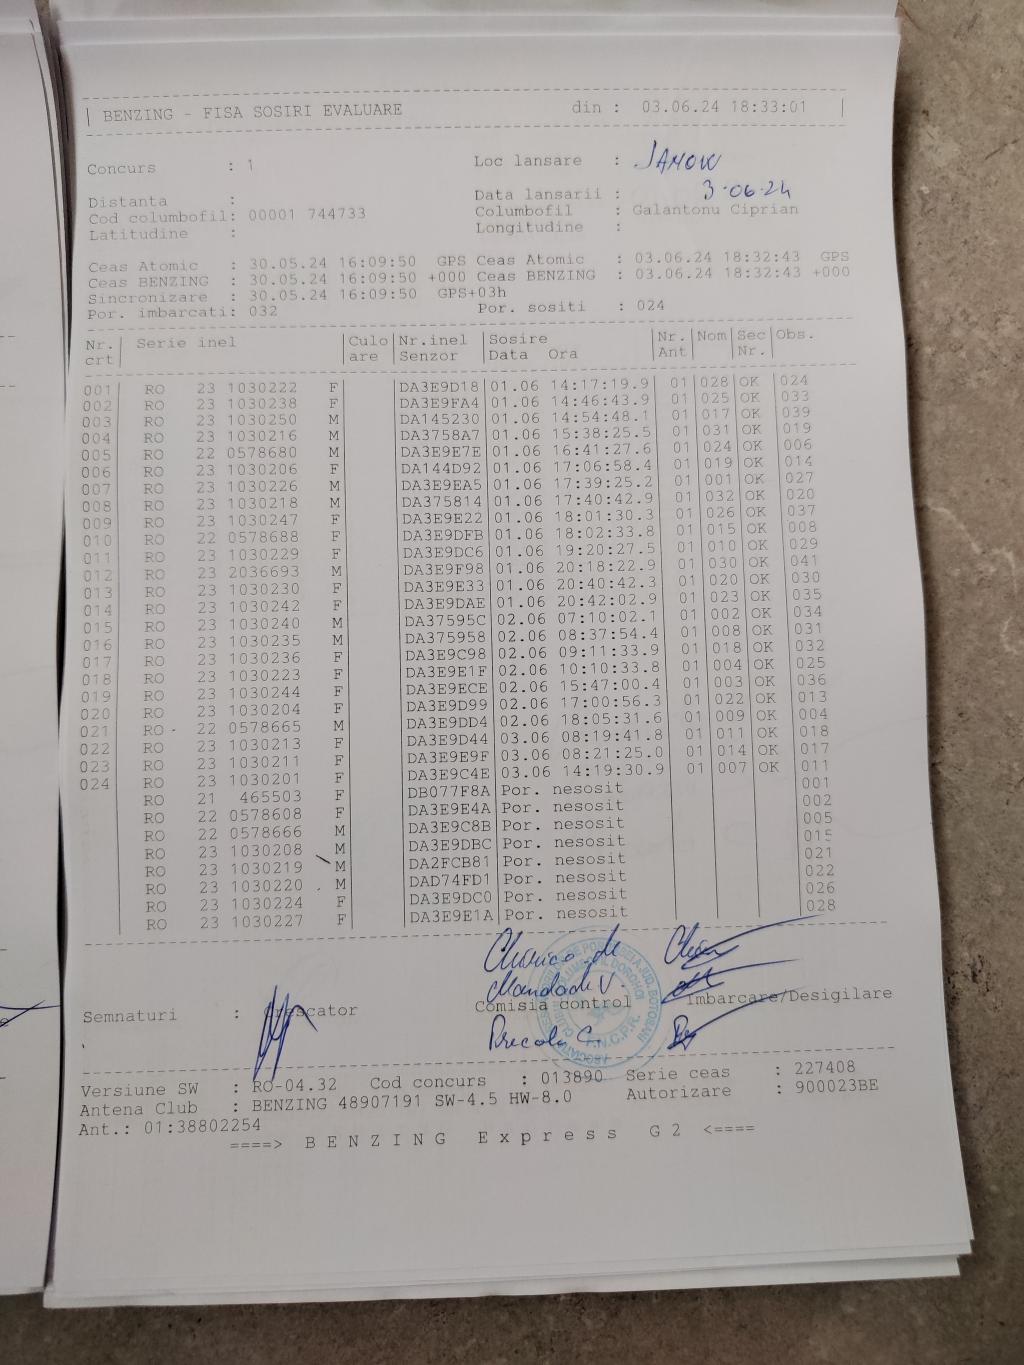 BENZING - FISA SOSIRI EVALUARE din : 03.06.24 18:33:01
Concurs : 1 Loc lansare : JANOW
Distanta : Data lansarii : 3-06-24
Cod columbofil: 00001 744733 Columbofil : Galantonu Ciprian
Latitudine : Longitudine :
Ceas Atomic : 30.05.24 16:09:50 GPS Ceas Atomic : 03.06.24 18:32:43 GPS
Ceas BENZING : 30.05.24 16:09:50 +000 Ceas BENZING : 03.06.24 18:32:43 +000
Sincronizare : 30.05.24 16:09:50 GPS+03h
Por. imbarcati: 032 Por. sositi : 024
Nr. Serie inel Culo Nr.inel Sosire Nr. Nom Sec Obs.
crt are Senzor Data Ora Ant Nr.
001 RO 23 1030222 F DA3E9D18 01.06 14:17:19.9 01 028 OK 024
002 RO 23 1030238 F DA3E9FA4 01.06 14:46:43.9 01 025 OK 033
003 RO 23 1030250 M DA145230 01.06 14:54:48.1 01 017 OK 039
004 RO 23 1030216 M DA3758A7 01.06 15:38:25.5 01 031 OK 019
005 RO 22 0578680 M DA3E9E7E 01.06 16:41:27.6 01 024 OK 006
006 RO 23 1030206 F DA144D92 01.06 17:06:58.4 01 019 OK 014
007 RO 23 1030226 M DA3E9EA5 01.06 17:39:25.2 01 001 OK 027
008 RO 23 1030218 M DA375814 01.06 17:40:42.9 01 032 OK 020
009 RO 23 1030247 F DA3E9E22 01.06 18:01:30.3 01 026 OK 037
010 RO 22 0578688 F DA3E9DFB 01.06 18:02:33.8 01 015 OK 008
011 RO 23 1030229 F DA3E9DC6 01.06 19:20:27.5 01 010 OK 029
012 RO 23 2036693 M DA3E9F98 01.06 20:18:22.9 01 030 OK 041
013 RO 23 1030230 F DA3E9E33 01.06 20:40:42.3 01 020 OK 030
014 RO 23 1030242 F DA3E9DAE 01.06 20:42:02.9 01 023 OK 035
015 RO 23 1030240 M DA37595C 02.06 07:10:02.1 01 002 OK 034
016 RO 23 1030235 M DA375958 02.06 08:37:54.4 01 008 OK 031
017 RO 23 1030236 F DA3E9C98 02.06 09:11:33.9 01 018 OK 032
018 RO 23 1030223 F DA3E9E1F 02.06 10:10:33.8 01 004 OK 025
019 RO 23 1030244 F DA3E9ECE 02.06 15:47:00.4 01 003 OK 036
020 RO 23 1030204 F DA3E9D99 02.06 17:00:56.3 01 022 OK 013
021 RO 22 0578665 M DA3E9DD4 02.06 18:05:31.6 01 009 OK 004
022 RO 23 1030213 F DA3E9D44 03.06 08:19:41.8 01 011 OK 018
023 RO 23 1030211 F DA3E9E9F 03.06 08:21:25.0 01 014 OK 017
024 RO 23 1030201 F DA3E9C4E 03.06 14:19:30.9 01 007 OK 011
RO 21 465503 F DB077F8A Por. nesosit 001
RO 22 0578608 F DA3E9E4A Por. nesosit 002
RO 22 0578666 M DA3E9C8B Por. nesosit 005
RO 23 1030208 M DA3E9DBC Por. nesosit 015
RO 23 1030219 M DA2FCB81 Por. nesosit 021
RO 23 1030220 M DAD74FD1 Por. nesosit 022
RO 23 1030224 F DA3E9DC0 Por. nesosit 026
RO 23 1030227 F DA3E9E1A Por. nesosit 028
Semnaturi : Crescator Comisia control Imbarcare/Desigilare
Versiune SW : RO-04.32 Cod concurs : 013890 Serie ceas : 227408
Antena Club : BENZING 48907191 SW-4.5 HW-8.0 Autorizare : 900023BE
Ant.: 01:38802254
====> B E N Z I N G E x p r e s s G 2 <====